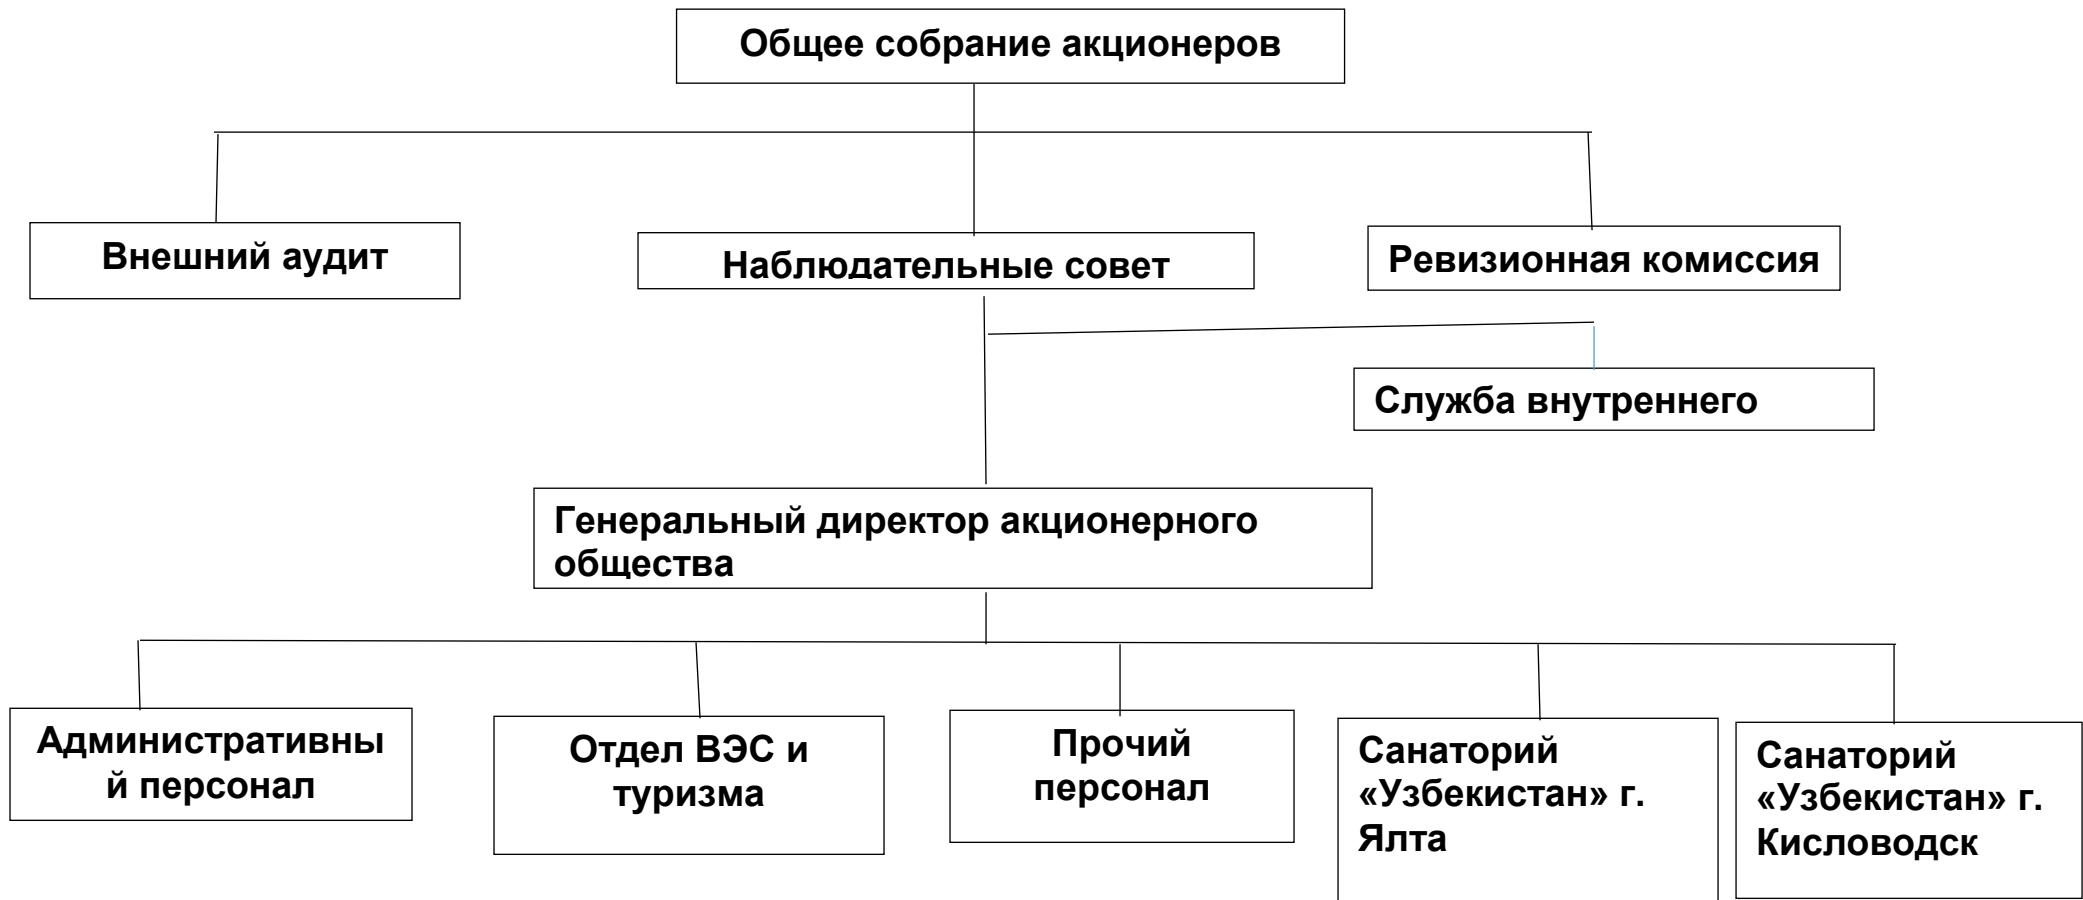 Общее собрание акционеров
Внешний аудит
Наблюдательные совет
Ревизионная комиссия
Служба внутреннего
Генеральный директор акционерного
общества
Административны
й персонал
Отдел ВЭС и
туризма
Прочий
персонал
Санаторий
«Узбекистан» г.
Ялта
Санаторий
«Узбекистан» г.
Кисловодск